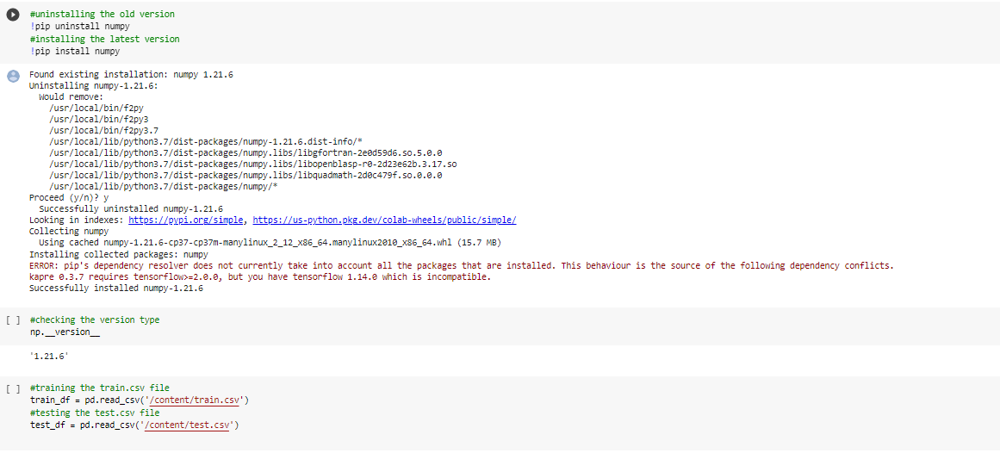 #uninstalling the old version
!pip uninstall numpy
#installing the latest version
!pip install numpy
Found existing installation: numpy 1.21.6
Uninstalling numpy-1.21.6:
Would remove:
/usr/local/bin/f2py
/usr/local/bin/f2py3
/usr/local/bin/f2py3.7
/usr/local/lib/python3.7/dist-packages/numpy-1.21.6.dist-info/*
/usr/local/lib/python3.7/dist-packages/numpy.libs/libgfortran-2e0d59d6.so.5.0.0
/usr/local/lib/python3.7/dist-packages/numpy.libs/libopenblasp-r0-2d23e62b.3.17.so
/usr/local/lib/python3.7/dist-packages/numpy.libs/libquadmath-2d0c479f.so.0.0.0
/usr/local/lib/python3.7/dist-packages/numpy/*
Proceed (y/n)? y
Successfully uninstalled numpy-1.21.6
Looking in indexes: https://pypi.org/simple, https://us-python.pkg.dev/colab-wheels/public/simple/
Collecting numpy
Using cached numpy-1.21.6-cp37-cp37m-manylinux_2_12_x86_64.manylinux2010_x86_64.whl (15.7 MB)
Installing collected packages: numpy
ERROR: pip's dependency resolver does not currently take into account all the packages that are installed. This behaviour is the source of the following dependency conflicts.
kapre 0.3.7 requires tensorflow>=2.0.0, but you have tensorflow 1.14.0 which is incompatible.
Successfully installed numpy-1.21.6
[ ] #checking the version type
np.__version__
'1.21.6'
[ ] #training the train.csv file
train_df = pd.read_csv('/content/train.csv')
#testing the test.csv file
test_df = pd.read_csv('/content/test.csv')